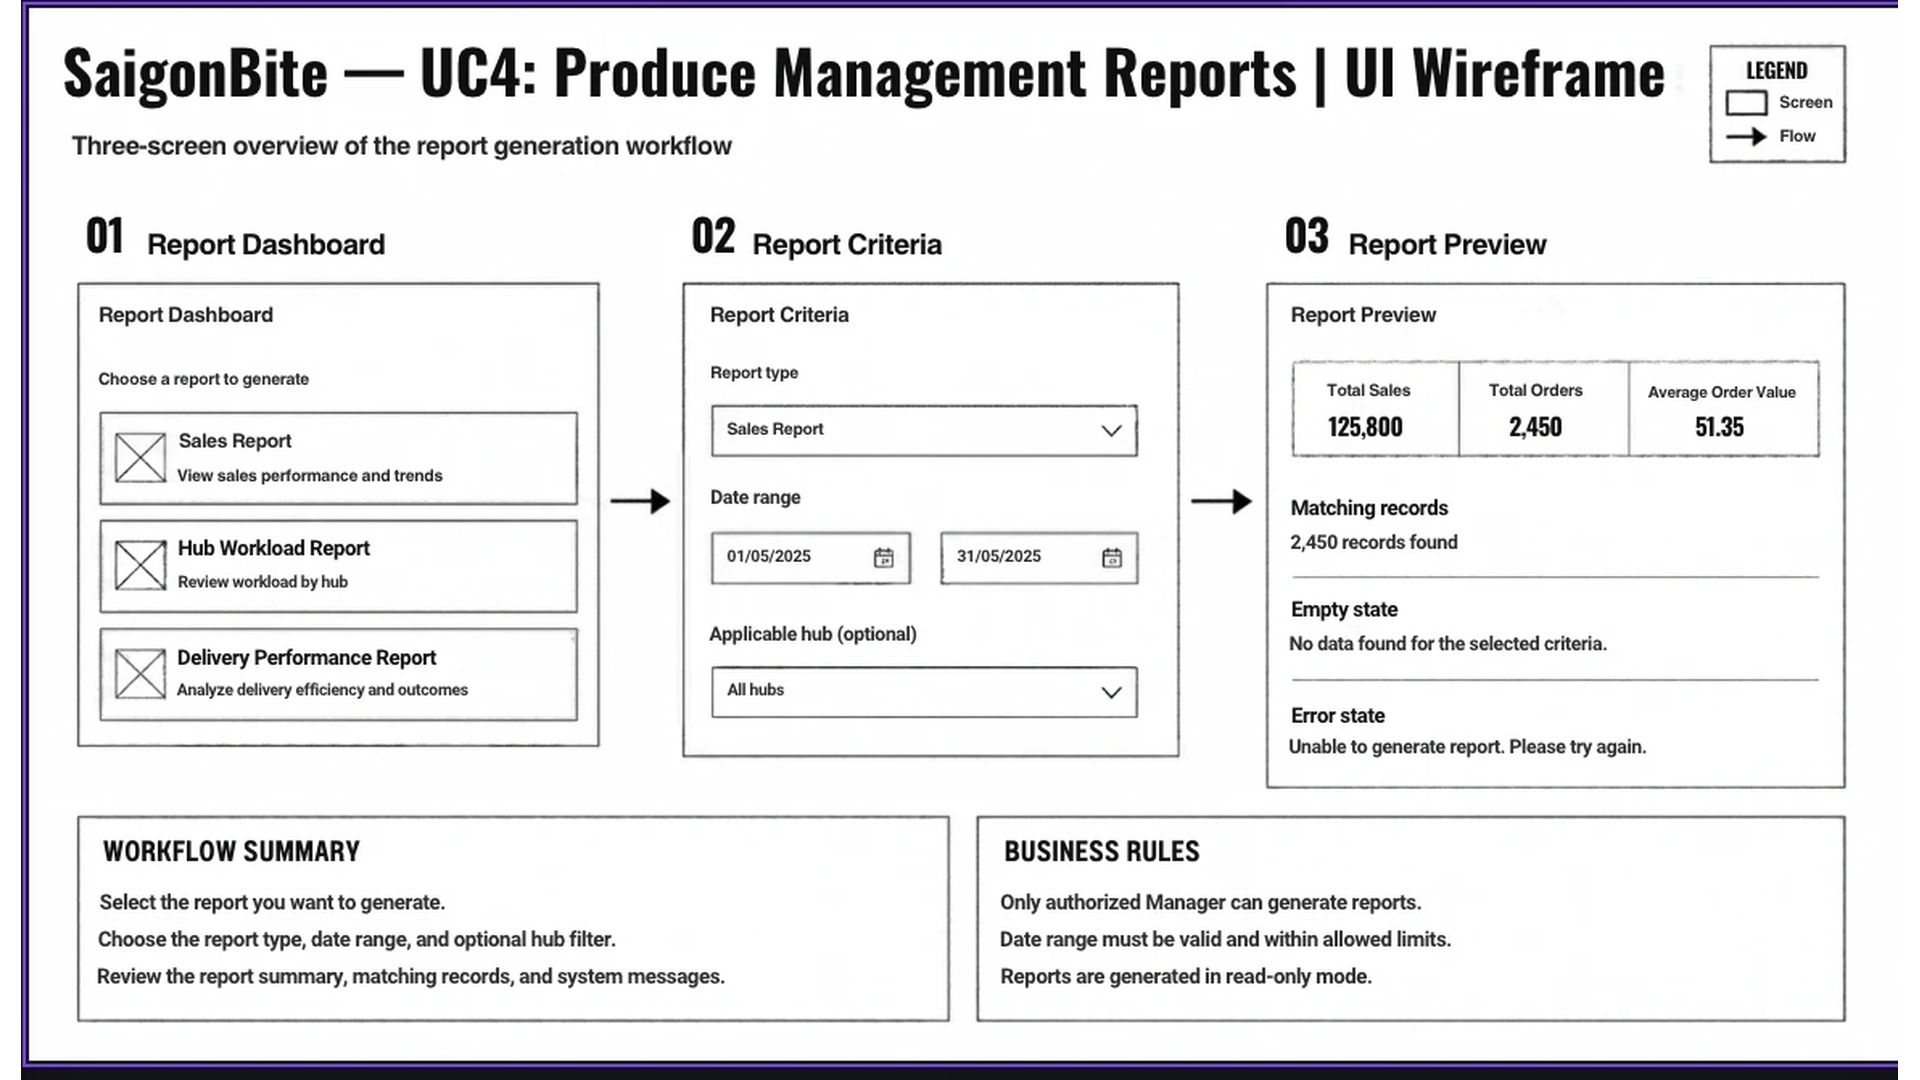 SaigonBite — UC4: Produce Management Reports | UI Wireframe
LEGEND
Screen
Flow
Three-screen overview of the report generation workflow
01 Report Dashboard
Report Dashboard
Choose a report to generate
Sales Report
View sales performance and trends
Hub Workload Report
Review workload by hub
Delivery Performance Report
Analyze delivery efficiency and outcomes
02 Report Criteria
Report Criteria
Report type
Sales Report
Date range
01/05/2025 31/05/2025
Applicable hub (optional)
All hubs
03 Report Preview
Report Preview
Total Sales Total Orders Average Order Value
125,800 2,450 51.35
Matching records
2,450 records found
Empty state
No data found for the selected criteria.
Error state
Unable to generate report. Please try again.
WORKFLOW SUMMARY
Select the report you want to generate.
Choose the report type, date range, and optional hub filter.
Review the report summary, matching records, and system messages.
BUSINESS RULES
Only authorized Manager can generate reports.
Date range must be valid and within allowed limits.
Reports are generated in read-only mode.